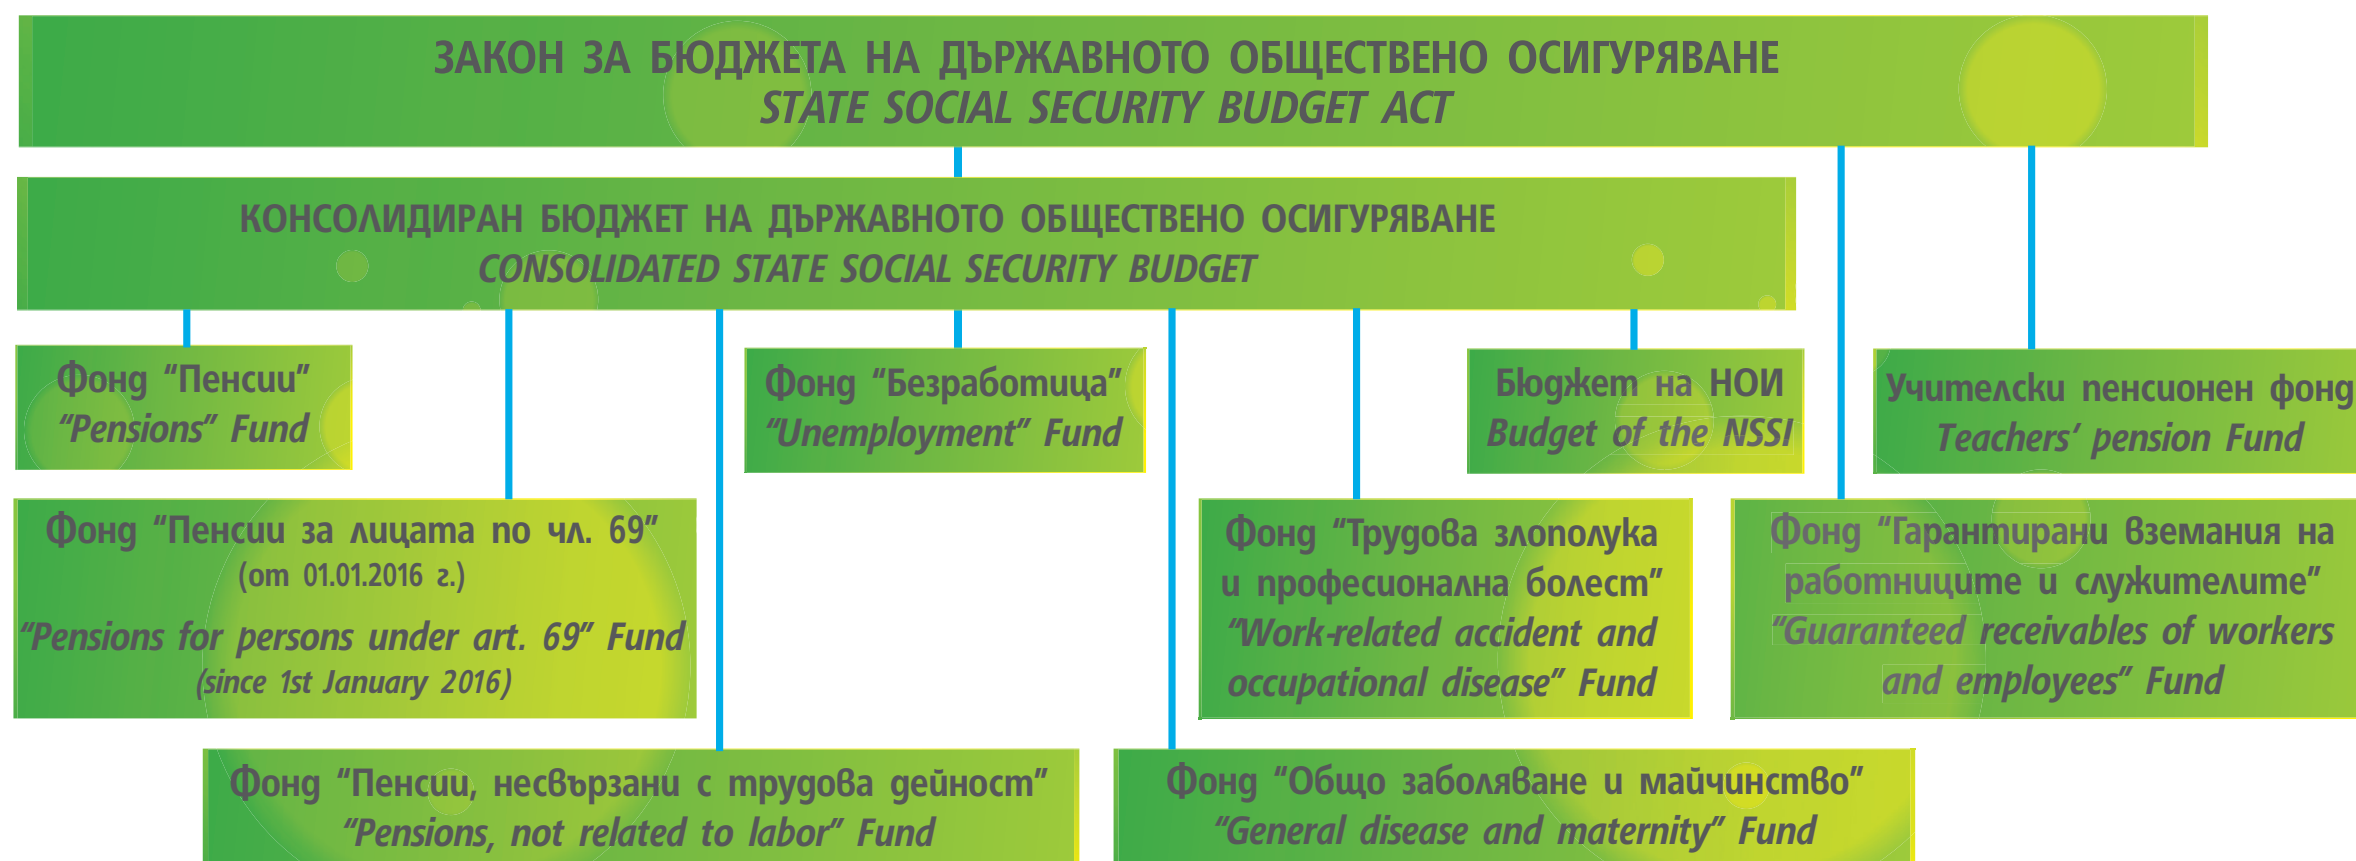 ЗАКОН ЗА БЮДЖЕТА НА ДЪРЖАВНОТО ОБЩЕСТВЕНО ОСИГУРЯВАНЕ
STATE SOCIAL SECURITY BUDGET ACT
КОНСОЛИДИРАН БЮДЖЕТ НА ДЪРЖАВНОТО ОБЩЕСТВЕНО ОСИГУРЯВАНЕ
CONSOLIDATED STATE SOCIAL SECURITY BUDGET
Фонд "Пенсии"
"Pensions" Fund
Фонд "Безработица"
"Unemployment" Fund
Бюджет на НОИ
Budget of the NSSI
Учителски пенсионен фонд
Teachers' pension Fund
Фонд "Пенсии за лицата по чл. 69"
(от 01.01.2016 г.)
"Pensions for persons under art. 69" Fund
(since 1st January 2016)
Фонд "Трудова злополука
и професионална болест"
"Work-related accident and
occupational disease" Fund
Фонд "Гарантирани вземания на
работниците и служителите"
"Guaranteed receivables of workers
and employees" Fund
Фонд "Пенсии, несвързани с трудова дейност"
"Pensions, not related to labor" Fund
Фонд "Общо заболяване и майчинство"
"General disease and maternity" Fund